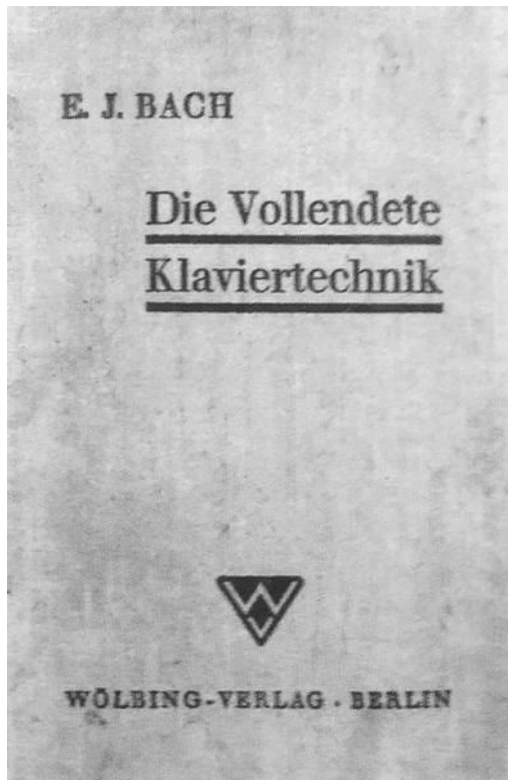 E. J. BACH
Die Vollendete
Klaviertechnik
W
WÖLBING-VERLAG · BERLIN